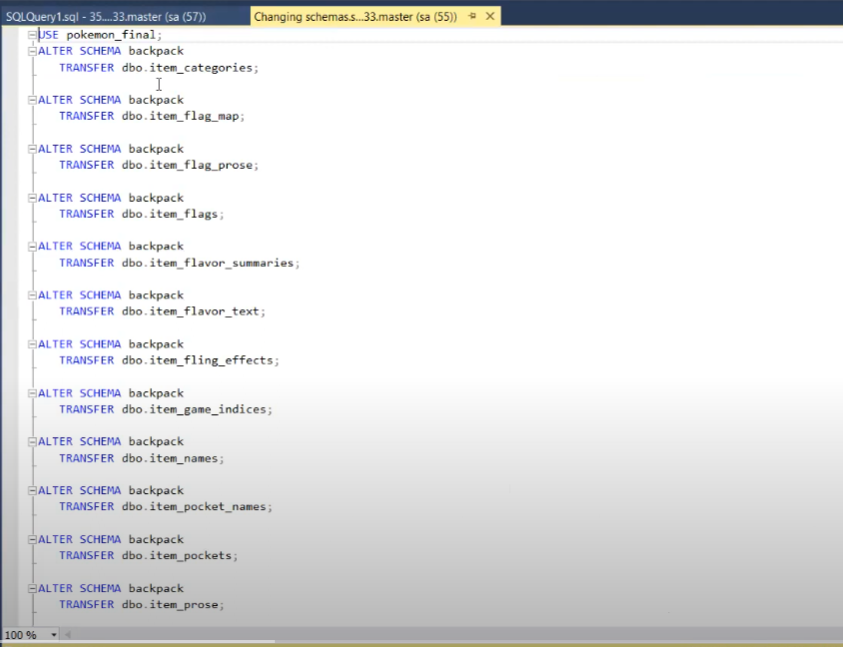 SQLQuery1.sql - 35....33.master (sa (57))
Changing schemas.s...33.master (sa (55))
USE pokemon_final;
ALTER SCHEMA backpack
TRANSFER dbo.item_categories;
ALTER SCHEMA backpack
TRANSFER dbo.item_flag_map;
ALTER SCHEMA backpack
TRANSFER dbo.item_flag_prose;
ALTER SCHEMA backpack
TRANSFER dbo.item_flags;
ALTER SCHEMA backpack
TRANSFER dbo.item_flavor_summaries;
ALTER SCHEMA backpack
TRANSFER dbo.item_flavor_text;
ALTER SCHEMA backpack
TRANSFER dbo.item_fling_effects;
ALTER SCHEMA backpack
TRANSFER dbo.item_game_indices;
ALTER SCHEMA backpack
TRANSFER dbo.item_names;
ALTER SCHEMA backpack
TRANSFER dbo.item_pocket_names;
ALTER SCHEMA backpack
TRANSFER dbo.item_pockets;
ALTER SCHEMA backpack
TRANSFER dbo.item_prose;
100 %